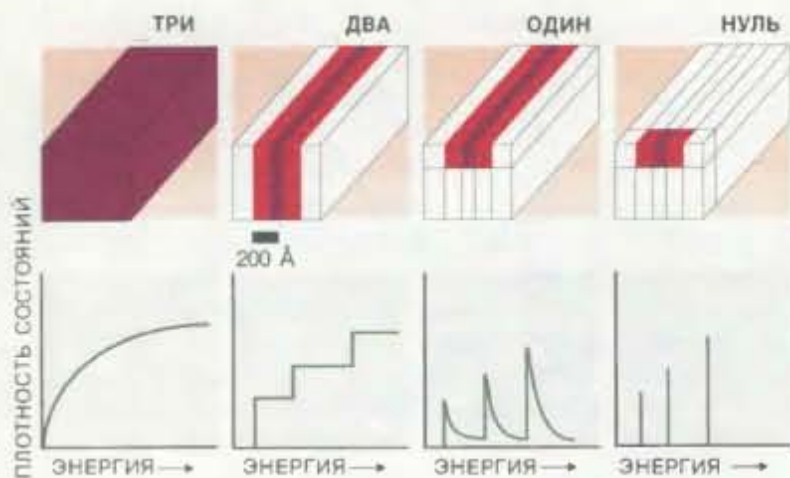 ТРИ
ДВА
ОДИН
НУЛЬ
200 Å
ПЛОТНОСТЬ СОСТОЯНИЙ
ЭНЕРГИЯ →
ЭНЕРГИЯ →
ЭНЕРГИЯ →
ЭНЕРГИЯ →